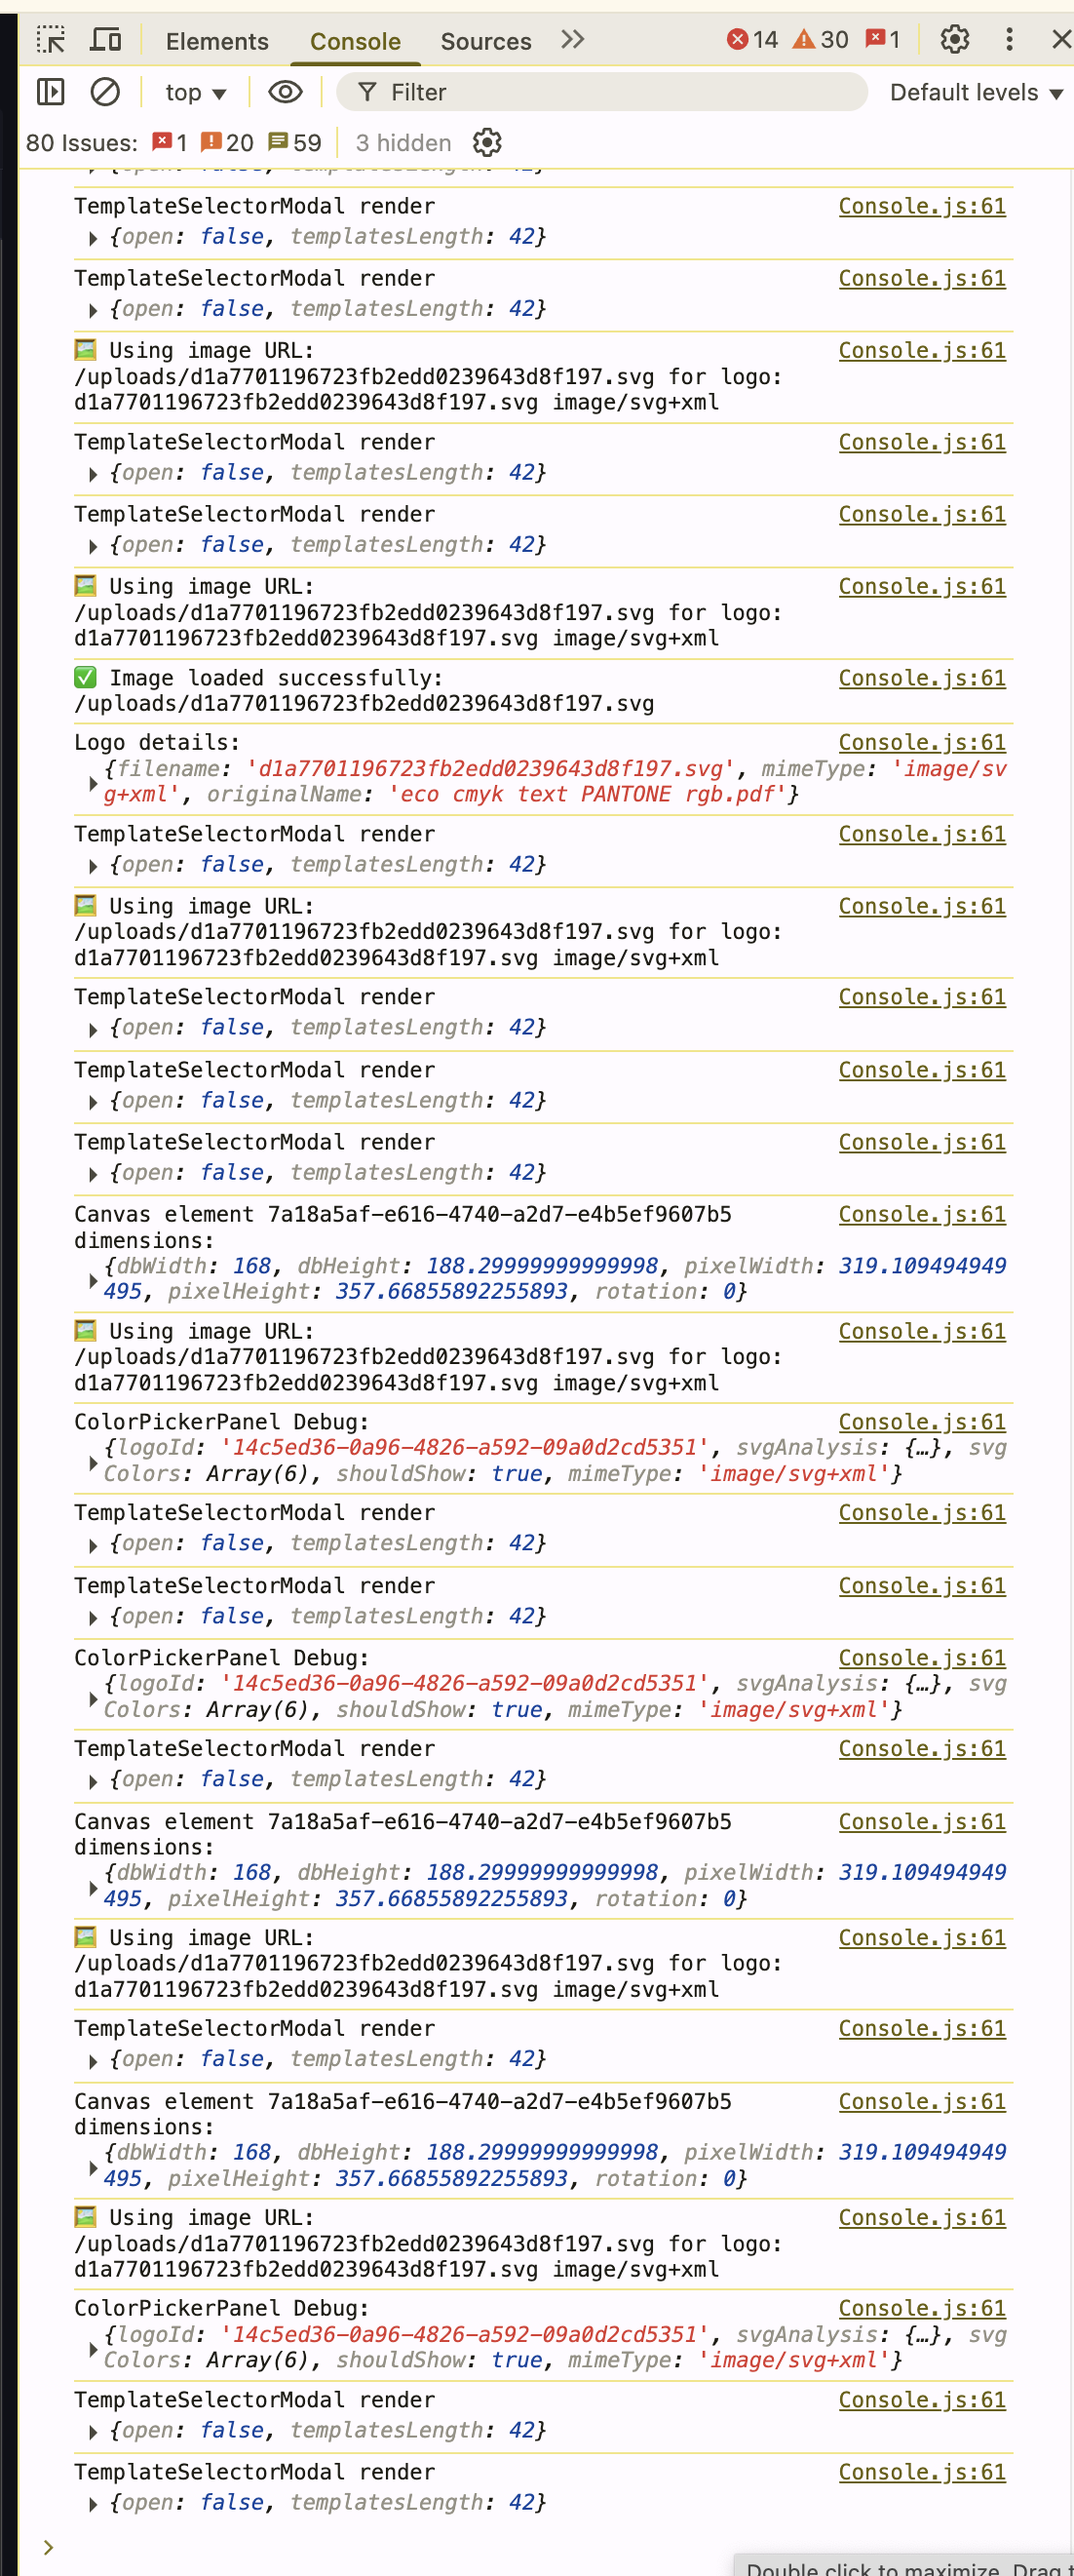 Elements Console Sources 14 30 1
top Filter Default levels
80 Issues: 1 20 59 3 hidden
TemplateSelectorModal render Console.js:61
{open: false, templatesLength: 42}
TemplateSelectorModal render Console.js:61
{open: false, templatesLength: 42}
🖼️ Using image URL: Console.js:61
/uploads/d1a7701196723fb2edd0239643d8f197.svg for logo:
d1a7701196723fb2edd0239643d8f197.svg image/svg+xml
TemplateSelectorModal render Console.js:61
{open: false, templatesLength: 42}
TemplateSelectorModal render Console.js:61
{open: false, templatesLength: 42}
🖼️ Using image URL: Console.js:61
/uploads/d1a7701196723fb2edd0239643d8f197.svg for logo:
d1a7701196723fb2edd0239643d8f197.svg image/svg+xml
✅ Image loaded successfully: Console.js:61
/uploads/d1a7701196723fb2edd0239643d8f197.svg
Logo details: Console.js:61
{filename: 'd1a7701196723fb2edd0239643d8f197.svg', mimeType: 'image/sv
g+xml', originalName: 'eco cmyk text PANTONE rgb.pdf'}
TemplateSelectorModal render Console.js:61
{open: false, templatesLength: 42}
🖼️ Using image URL: Console.js:61
/uploads/d1a7701196723fb2edd0239643d8f197.svg for logo:
d1a7701196723fb2edd0239643d8f197.svg image/svg+xml
TemplateSelectorModal render Console.js:61
{open: false, templatesLength: 42}
TemplateSelectorModal render Console.js:61
{open: false, templatesLength: 42}
TemplateSelectorModal render Console.js:61
{open: false, templatesLength: 42}
Canvas element 7a18a5af-e616-4740-a2d7-e4b5ef9607b5 Console.js:61
dimensions:
{dbWidth: 168, dbHeight: 188.29999999999998, pixelWidth: 319.109494949
495, pixelHeight: 357.66855892255893, rotation: 0}
🖼️ Using image URL: Console.js:61
/uploads/d1a7701196723fb2edd0239643d8f197.svg for logo:
d1a7701196723fb2edd0239643d8f197.svg image/svg+xml
ColorPickerPanel Debug: Console.js:61
{logoId: '14c5ed36-0a96-4826-a592-09a0d2cd5351', svgAnalysis: {…}, svg
Colors: Array(6), shouldShow: true, mimeType: 'image/svg+xml'}
TemplateSelectorModal render Console.js:61
{open: false, templatesLength: 42}
TemplateSelectorModal render Console.js:61
{open: false, templatesLength: 42}
ColorPickerPanel Debug: Console.js:61
{logoId: '14c5ed36-0a96-4826-a592-09a0d2cd5351', svgAnalysis: {…}, svg
Colors: Array(6), shouldShow: true, mimeType: 'image/svg+xml'}
TemplateSelectorModal render Console.js:61
{open: false, templatesLength: 42}
Canvas element 7a18a5af-e616-4740-a2d7-e4b5ef9607b5 Console.js:61
dimensions:
{dbWidth: 168, dbHeight: 188.29999999999998, pixelWidth: 319.109494949
495, pixelHeight: 357.66855892255893, rotation: 0}
🖼️ Using image URL: Console.js:61
/uploads/d1a7701196723fb2edd0239643d8f197.svg for logo:
d1a7701196723fb2edd0239643d8f197.svg image/svg+xml
TemplateSelectorModal render Console.js:61
{open: false, templatesLength: 42}
Canvas element 7a18a5af-e616-4740-a2d7-e4b5ef9607b5 Console.js:61
dimensions:
{dbWidth: 168, dbHeight: 188.29999999999998, pixelWidth: 319.109494949
495, pixelHeight: 357.66855892255893, rotation: 0}
🖼️ Using image URL: Console.js:61
/uploads/d1a7701196723fb2edd0239643d8f197.svg for logo:
d1a7701196723fb2edd0239643d8f197.svg image/svg+xml
ColorPickerPanel Debug: Console.js:61
{logoId: '14c5ed36-0a96-4826-a592-09a0d2cd5351', svgAnalysis: {…}, svg
Colors: Array(6), shouldShow: true, mimeType: 'image/svg+xml'}
TemplateSelectorModal render Console.js:61
{open: false, templatesLength: 42}
TemplateSelectorModal render Console.js:61
{open: false, templatesLength: 42}
Double click to maximize. Drag